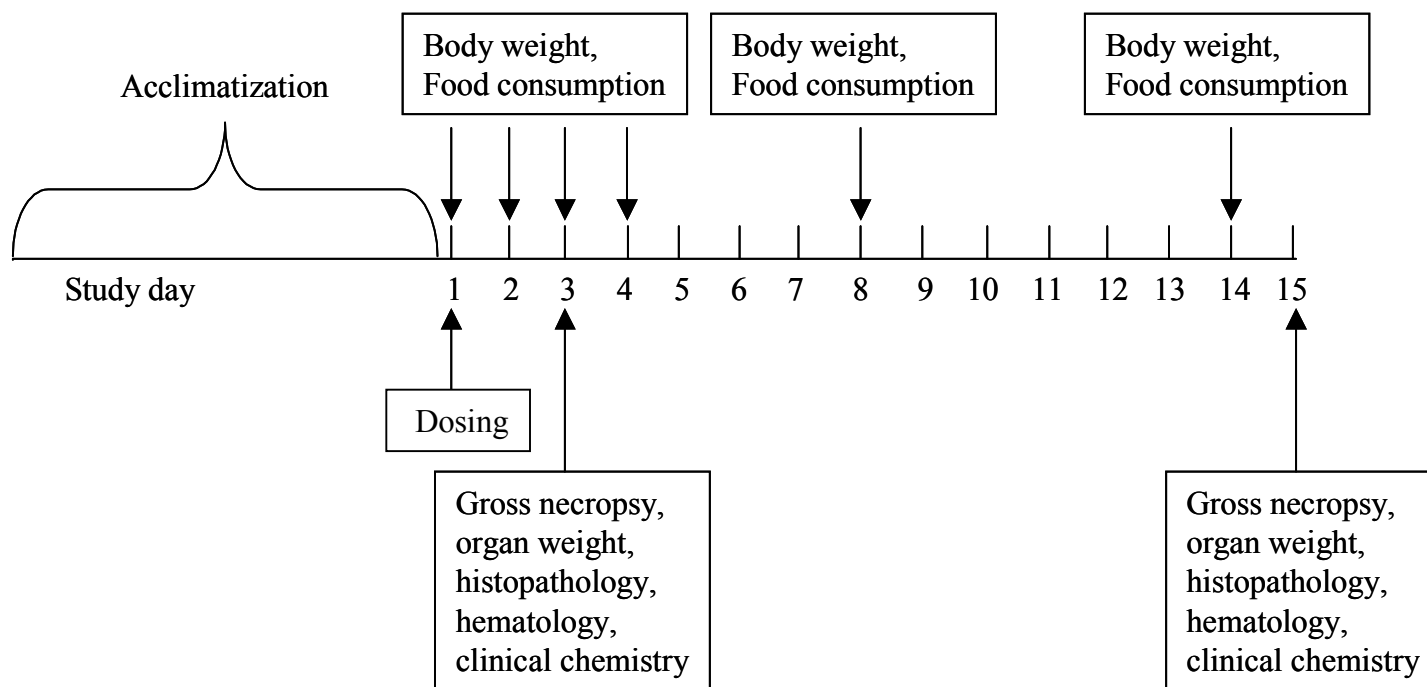 Body weight,
Food consumption
Body weight,
Food consumption
Body weight,
Food consumption
Acclimatization
Study day
1 2 3 4 5 6 7 8 9 10 11 12 13 14 15
Dosing
Gross necropsy,
organ weight,
histopathology,
hematology,
clinical chemistry
Gross necropsy,
organ weight,
histopathology,
hematology,
clinical chemistry